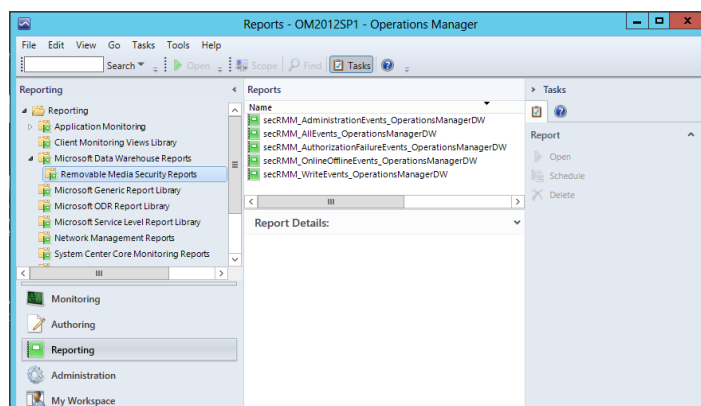 Reports - OM2012SP1 - Operations Manager
File Edit View Go Tasks Tools Help
Search Open Scope Find Tasks
Reporting
Reporting
Application Monitoring
Client Monitoring Views Library
Microsoft Data Warehouse Reports
Removable Media Security Reports
Microsoft Generic Report Library
Microsoft ODR Report Library
Microsoft Service Level Report Library
Network Management Reports
System Center Core Monitoring Reports
Monitoring
Authoring
Reporting
Administration
My Workspace
Reports
Name
secRMM_AdministrationEvents_OperationsManagerDW
secRMM_AllEvents_OperationsManagerDW
secRMM_AuthorizationFailureEvents_OperationsManagerDW
secRMM_OnlineOfflineEvents_OperationsManagerDW
secRMM_WriteEvents_OperationsManagerDW
Report Details:
Tasks
Report
Open
Schedule
Delete